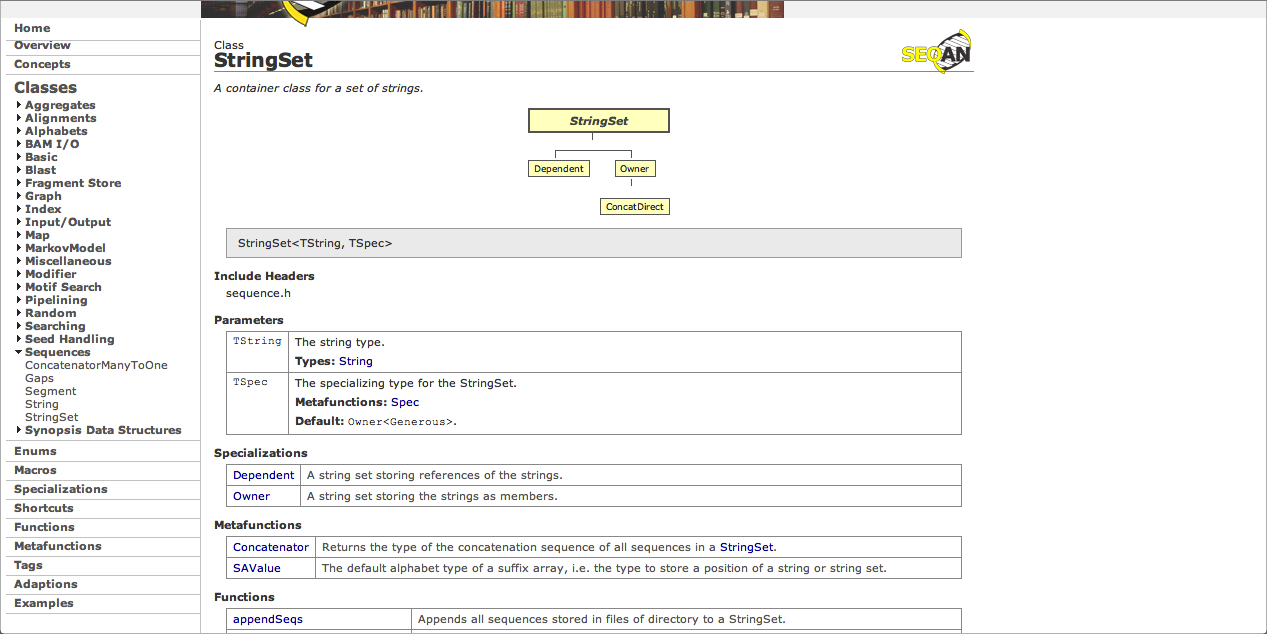 Home
Overview
Concepts
Classes
Aggregates
Alignments
Alphabets
BAM I/O
Basic
Blast
Fragment Store
Graph
Index
Input/Output
Map
MarkovModel
Miscellaneous
Modifier
Motif Search
Pipelining
Random
Searching
Seed Handling
Sequences
ConcatenatorManyToOne
Gaps
Segment
String
StringSet
Synopsis Data Structures
Enums
Macros
Specializations
Shortcuts
Functions
Metafunctions
Tags
Adaptions
Examples
Class
StringSet
SEQAN
A container class for a set of strings.
StringSet
Dependent Owner
ConcatDirect
StringSet<TString, TSpec>
Include Headers
sequence.h
Parameters
TString The string type.
Types: String
TSpec The specializing type for the StringSet.
Metafunctions: Spec
Default: Owner<Generous>.
Specializations
Dependent A string set storing references of the strings.
Owner A string set storing the strings as members.
Metafunctions
Concatenator Returns the type of the concatenation sequence of all sequences in a StringSet.
SAValue The default alphabet type of a suffix array, i.e. the type to store a position of a string or string set.
Functions
appendSeqs Appends all sequences stored in files of directory to a StringSet.